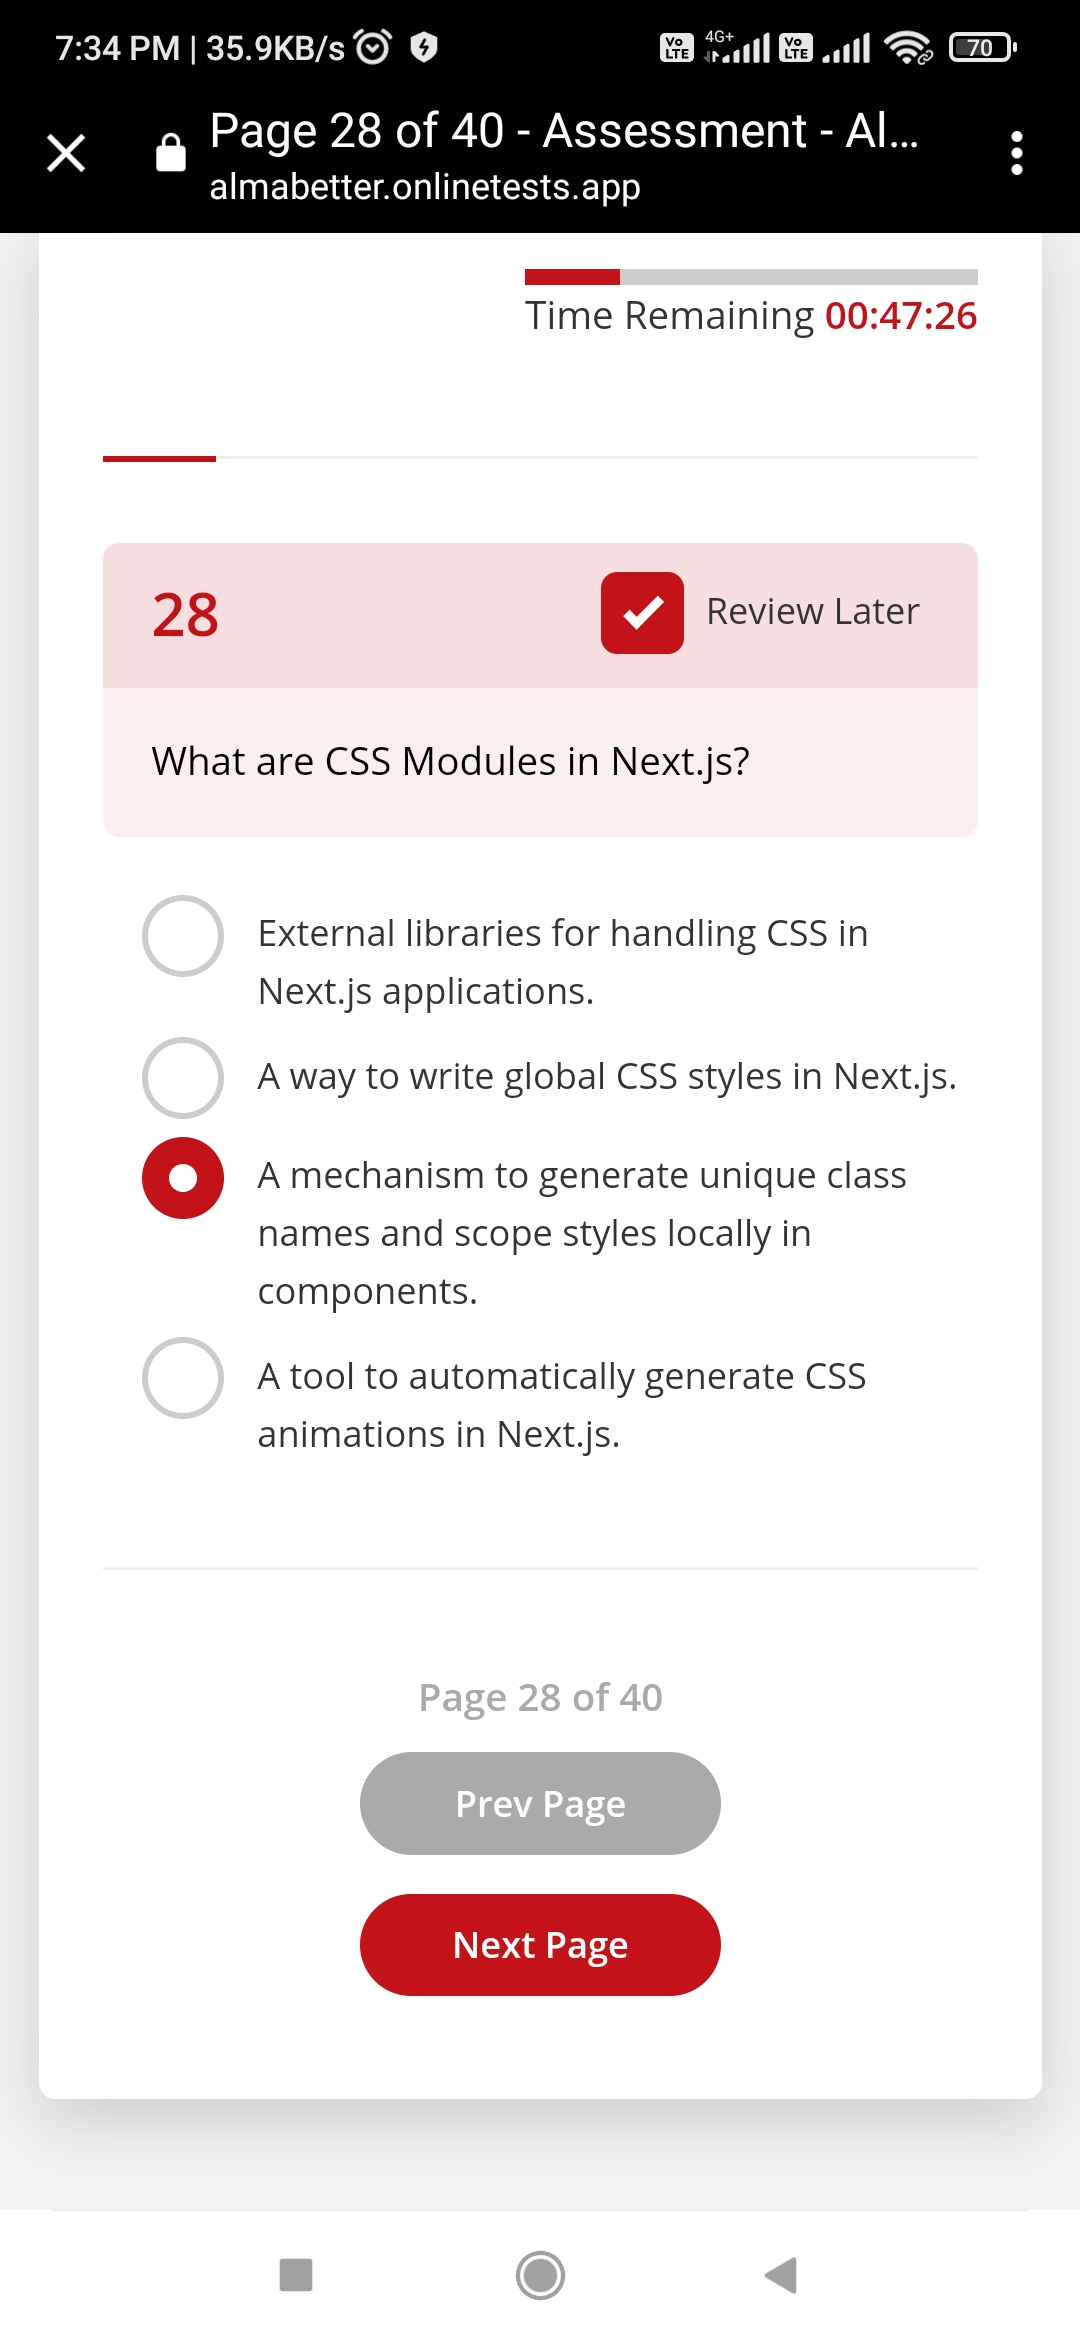 7:34 PM | 35.9KB/s
Vo LTE 4G+ Vo LTE 70
Page 28 of 40 - Assessment - Al...
almabetter.onlinetests.app
Time Remaining 00:47:26
28
Review Later
What are CSS Modules in Next.js?
External libraries for handling CSS in
Next.js applications.
A way to write global CSS styles in Next.js.
A mechanism to generate unique class
names and scope styles locally in
components.
A tool to automatically generate CSS
animations in Next.js.
Page 28 of 40
Prev Page
Next Page